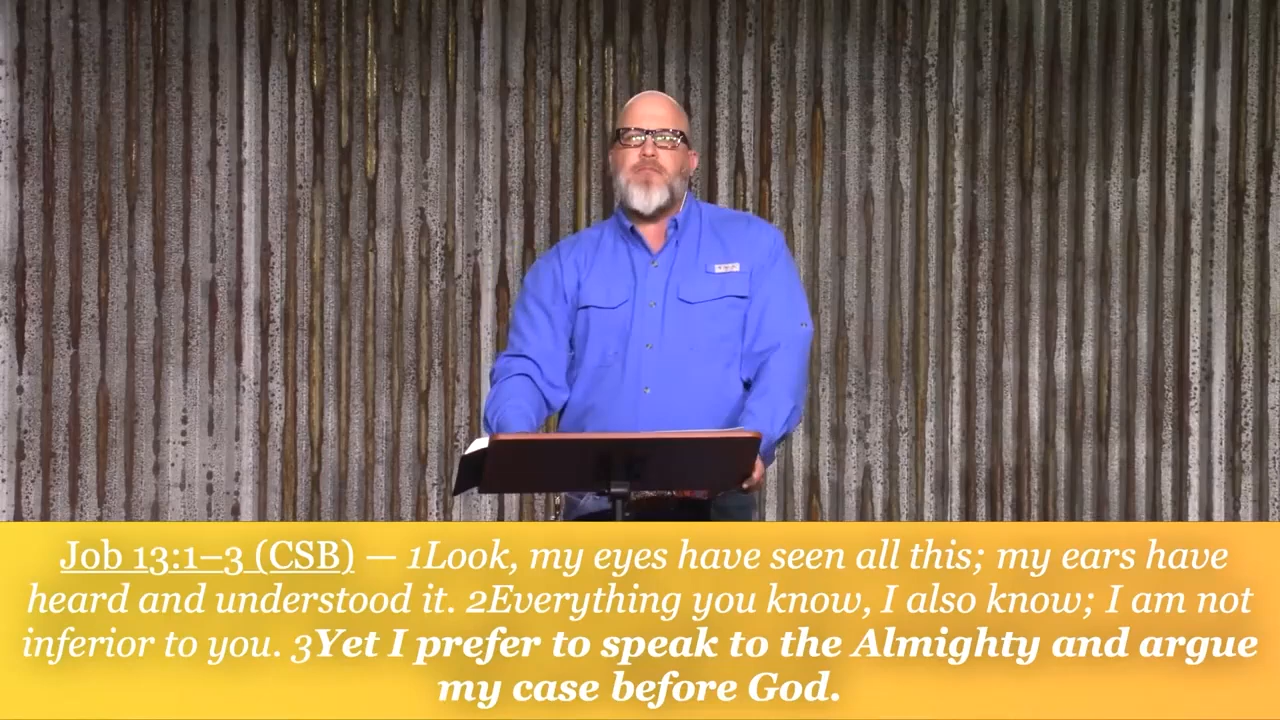 Job 13:1–3 (CSB) — 1Look, my eyes have seen all this; my ears have
heard and understood it. 2Everything you know, I also know; I am not
inferior to you. 3Yet I prefer to speak to the Almighty and argue
my case before God.